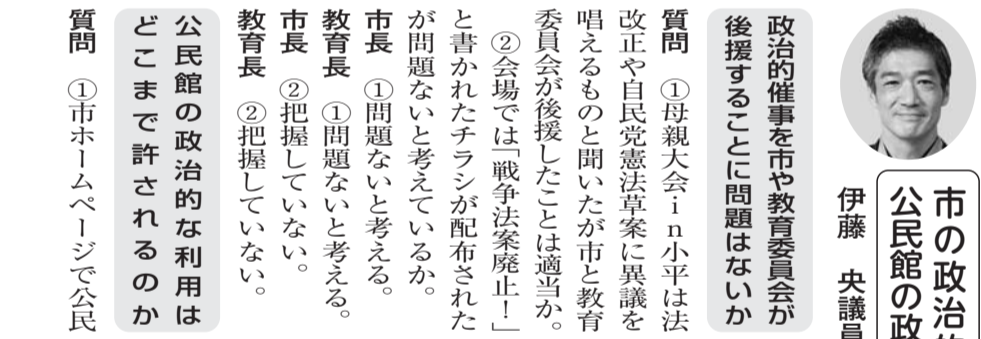 市の政治的
公民館の政
伊藤　央議員
政治的催事を市や教育委員会が
後援することに問題はないか
質問　①母親大会ｉｎ小平は法
改正や自民党憲法草案に異議を
唱えるものと聞いたが市と教育
委員会が後援したことは適当か。
　②会場では「戦争法案廃止！」
と書かれたチラシが配布された
が問題ないと考えているか。
市長　①問題ないと考える。
教育長　①問題ないと考える。
市長　②把握していない。
教育長　②把握していない。
公民館の政治的な利用は
どこまで許されるのか
質問　①市ホームページで公民